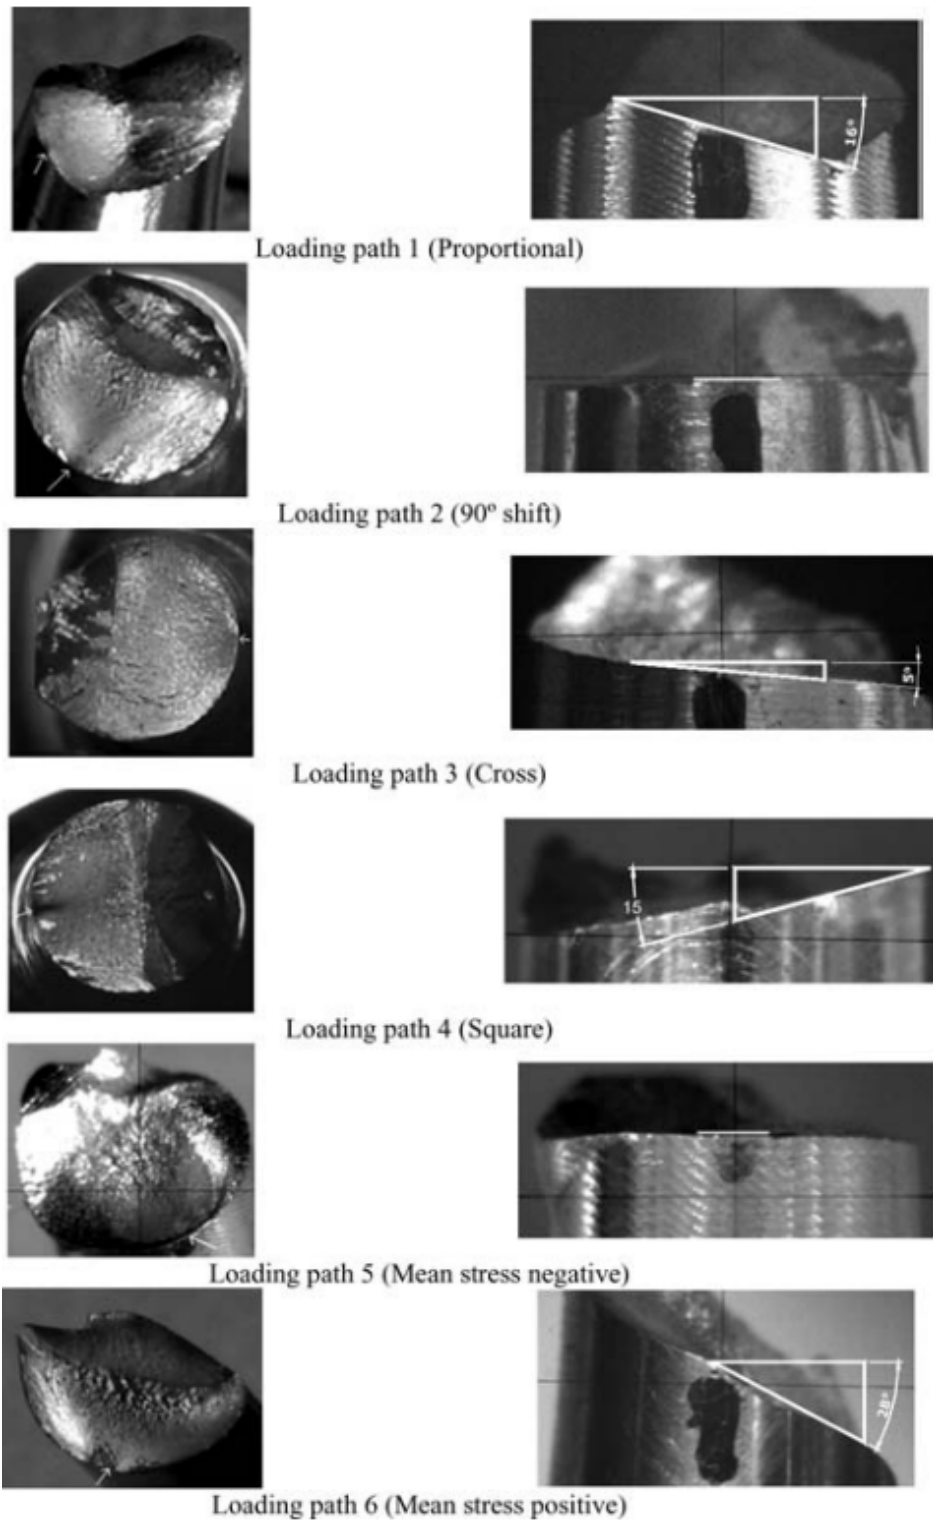 16°
Loading path 1 (Proportional)
Loading path 2 (90º shift)
5°
Loading path 3 (Cross)
15
Loading path 4 (Square)
Loading path 5 (Mean stress negative)
28°
Loading path 6 (Mean stress positive)